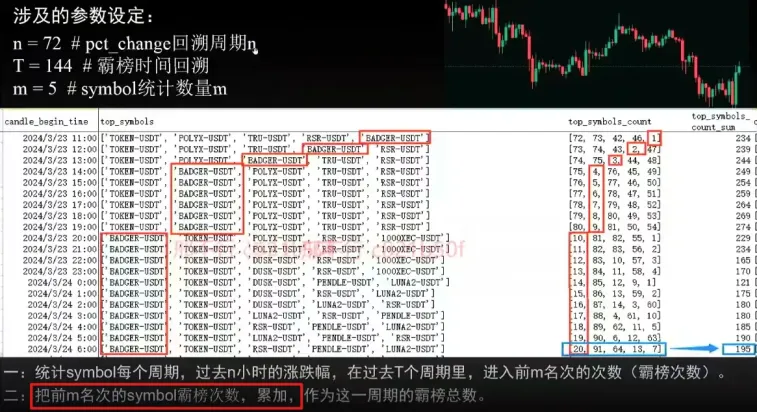 涉及的参数设定：
n = 72 # pct_change回溯周期n
T = 144 # 霸榜时间回溯
m = 5 # symbol统计数量m
candle_begin_time top_symbols top_symbols_count top_symbols_count_sum
2024/3/23 11:00 ['TOKEN-USDT', 'POLYX-USDT', 'TRU-USDT', 'RSR-USDT', 'BADGER-USDT'] [72, 73, 42, 46, 1] 234
2024/3/23 12:00 ['TOKEN-USDT', 'POLYX-USDT', 'TRU-USDT', 'BADGER-USDT', 'RSR-USDT'] [73, 74, 43, 2, 47] 239
2024/3/23 13:00 ['TOKEN-USDT', 'POLYX-USDT', 'BADGER-USDT', 'TRU-USDT', 'RSR-USDT'] [74, 75, 3, 44, 48] 244
2024/3/23 14:00 ['TOKEN-USDT', 'BADGER-USDT', 'POLYX-USDT', 'TRU-USDT', 'RSR-USDT'] [75, 4, 76, 45, 49] 249
2024/3/23 15:00 ['TOKEN-USDT', 'BADGER-USDT', 'POLYX-USDT', 'TRU-USDT', 'RSR-USDT'] [76, 5, 77, 46, 50] 254
2024/3/23 16:00 ['TOKEN-USDT', 'BADGER-USDT', 'POLYX-USDT', 'TRU-USDT', 'RSR-USDT'] [77, 6, 78, 47, 51] 259
2024/3/23 17:00 ['TOKEN-USDT', 'BADGER-USDT', 'POLYX-USDT', 'TRU-USDT', 'RSR-USDT'] [78, 7, 79, 48, 52] 264
2024/3/23 18:00 ['TOKEN-USDT', 'BADGER-USDT', 'POLYX-USDT', 'TRU-USDT', 'RSR-USDT'] [79, 8, 80, 49, 53] 269
2024/3/23 19:00 ['TOKEN-USDT', 'BADGER-USDT', 'POLYX-USDT', 'TRU-USDT', 'RSR-USDT'] [80, 9, 81, 50, 54] 274
2024/3/23 20:00 ['BADGER-USDT', 'TOKEN-USDT', 'POLYX-USDT', 'RSR-USDT', '1000XEC-USDT'] [10, 81, 82, 55, 1] 229
2024/3/23 21:00 ['BADGER-USDT', 'TOKEN-USDT', 'POLYX-USDT', 'RSR-USDT', '1000XEC-USDT'] [11, 82, 83, 56, 2] 234
2024/3/23 22:00 ['BADGER-USDT', 'TOKEN-USDT', 'RSR-USDT', '1000XEC-USDT'] [12, 83, 10, 57, 3] 165
2024/3/23 23:00 ['BADGER-USDT', 'TOKEN-USDT', 'DUSK-USDT', 'RSR-USDT', '1000XEC-USDT'] [13, 84, 11, 58, 4] 170
2024/3/24 0:00 ['BADGER-USDT', 'TOKEN-USDT', 'DUSK-USDT', 'PENDLE-USDT', 'LUNA2-USDT'] [14, 85, 12, 9, 1] 121
2024/3/24 1:00 ['BADGER-USDT', 'TOKEN-USDT', 'DUSK-USDT', 'RSR-USDT', 'LUNA2-USDT'] [15, 86, 13, 59, 2] 175
2024/3/24 2:00 ['BADGER-USDT', 'TOKEN-USDT', 'LUNA2-USDT', 'RSR-USDT'] [16, 87, 14, 3, 60] 180
2024/3/24 3:00 ['BADGER-USDT', 'TOKEN-USDT', 'LUNA2-USDT', 'RSR-USDT', 'PENDLE-USDT'] [17, 88, 4, 61, 10] 180
2024/3/24 4:00 ['BADGER-USDT', 'TOKEN-USDT', 'RSR-USDT', 'PENDLE-USDT', 'LUNA2-USDT'] [18, 89, 62, 11, 5] 185
2024/3/24 5:00 ['BADGER-USDT', 'TOKEN-USDT', 'LUNA2-USDT', 'PENDLE-USDT', 'RSR-USDT'] [19, 90, 6, 12, 63] 190
2024/3/24 6:00 ['BADGER-USDT', 'TOKEN-USDT', 'RSR-USDT', 'PENDLE-USDT', 'LUNA2-USDT'] [20, 91, 64, 13, 7] 195
一：统计symbol每个周期，过去n小时的涨跌幅，在过去T个周期里，进入前m名次的次数（霸榜次数）。
二：把前m名次的symbol霸榜次数，累加，作为这一周期的霸榜总数。